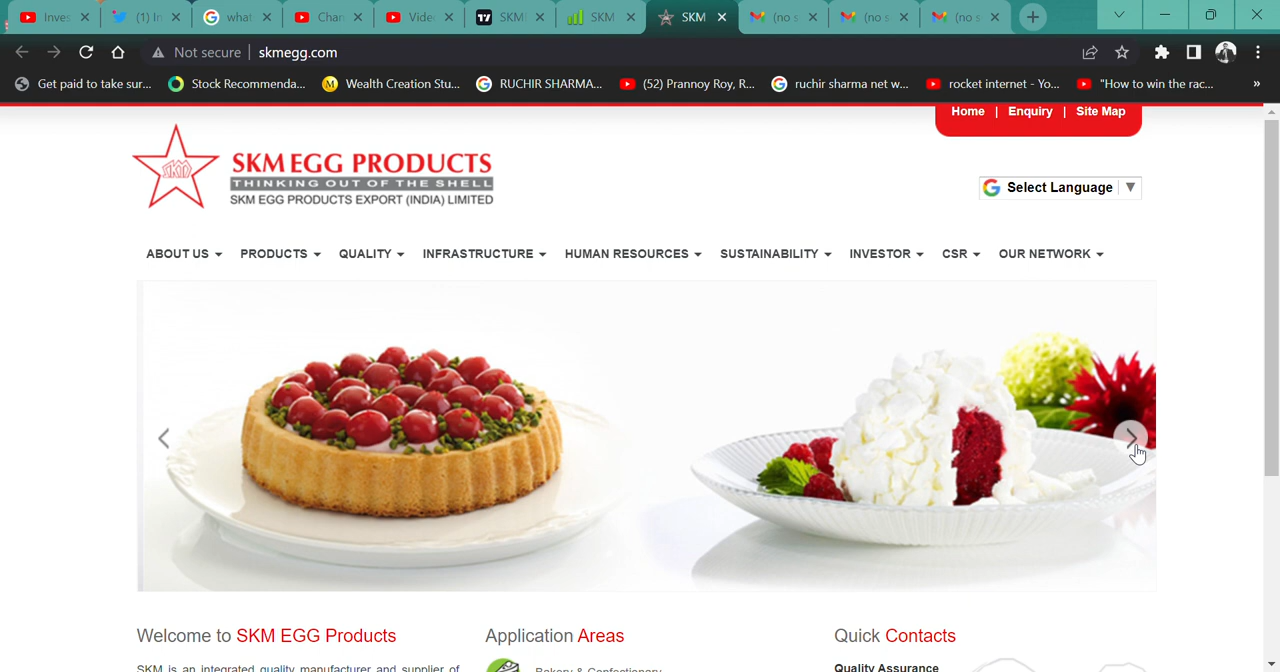 Inves
(1) In
what
Chan
Vide
SKM
SKM
SKM
(no s
(no s
(no s
Not secure
skmegg.com
Get paid to take sur...
Stock Recommenda...
Wealth Creation Stu...
RUCHIR SHARMA...
(52) Prannoy Roy, R...
ruchir sharma net w...
rocket internet - Yo...
"How to win the rac...
»
Home | Enquiry | Site Map
SKM
SKM EGG PRODUCTS
THINKING OUT OF THE SHELL
SKM EGG PRODUCTS EXPORT (INDIA) LIMITED
Select Language
ABOUT US
PRODUCTS
QUALITY
INFRASTRUCTURE
HUMAN RESOURCES
SUSTAINABILITY
INVESTOR
CSR
OUR NETWORK
Welcome to SKM EGG Products
Application Areas
Quick Contacts
SKM is an integrated quality manufacturer and supplier of
Bakery & Confectionery
Quality Assurance